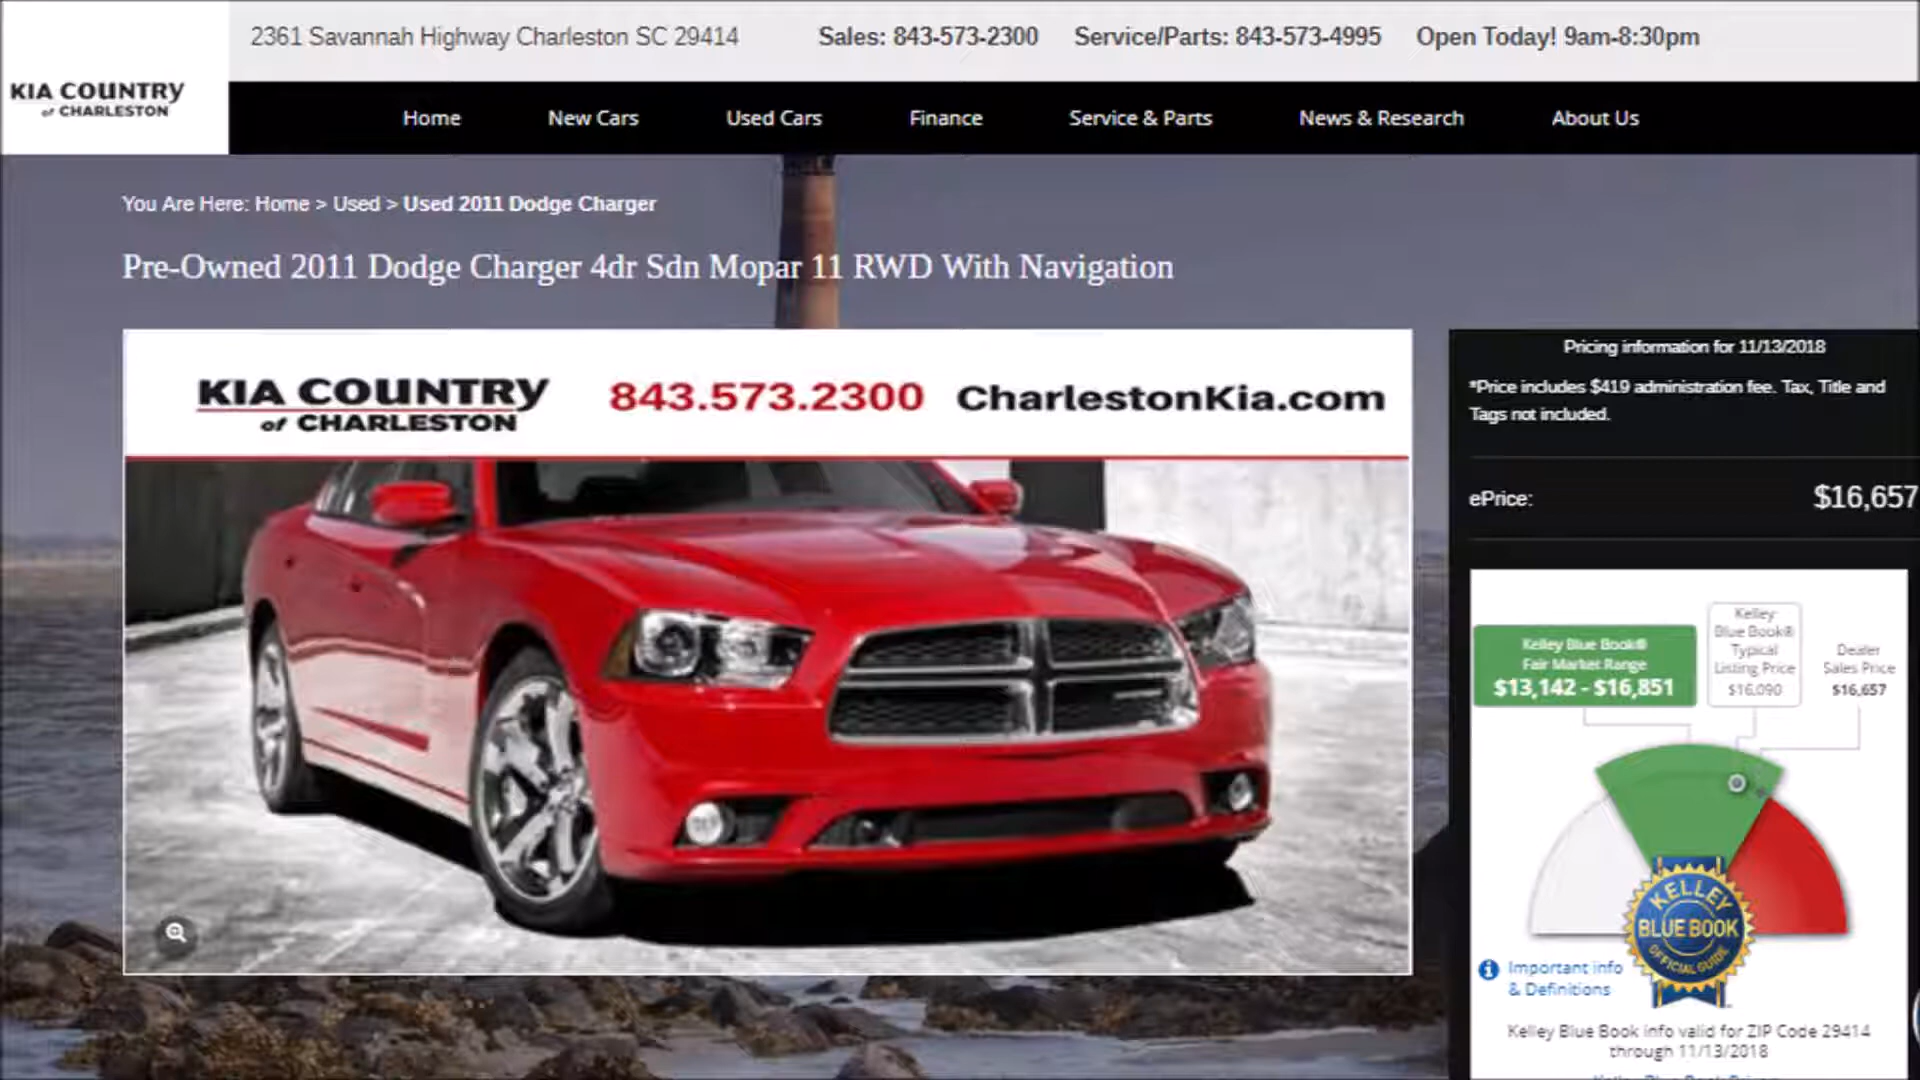 2361 Savannah Highway Charleston SC 29414 Sales: 843-573-2300 Service/Parts: 843-573-4995 Open Today! 9am-8:30pm
KIA COUNTRY
of CHARLESTON
Home New Cars Used Cars Finance Service & Parts News & Research About Us
You Are Here: Home > Used > Used 2011 Dodge Charger
Pre-Owned 2011 Dodge Charger 4dr Sdn Mopar 11 RWD With Navigation
KIA COUNTRY
of CHARLESTON
843.573.2300 CharlestonKia.com
Pricing information for 11/13/2018
*Price includes $419 administration fee. Tax, Title and
Tags not included.
ePrice: $16,657
Kelley Blue Book®
Fair Market Range
$13,142 - $16,851
Kelley
Blue Book®
Typical
Listing Price
$16,090
Dealer
Sales Price
$16,657
KELLEY
BLUE BOOK
OFFICIAL GUIDE
Important info
& Definitions
Kelley Blue Book info valid for ZIP Code 29414
through 11/13/2018